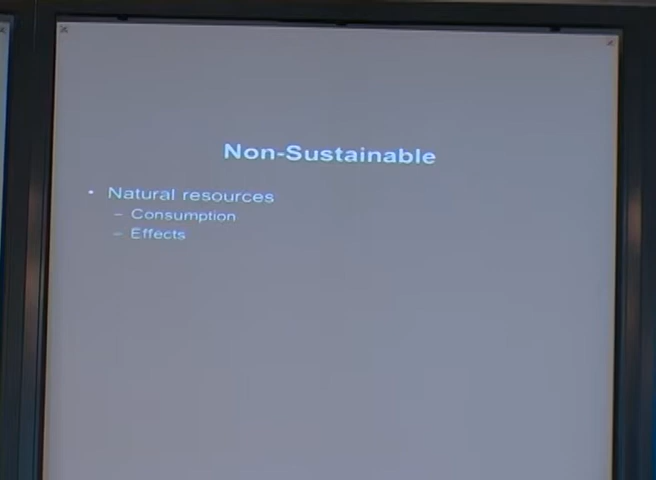 Non-Sustainable
• Natural resources
– Consumption
– Effects